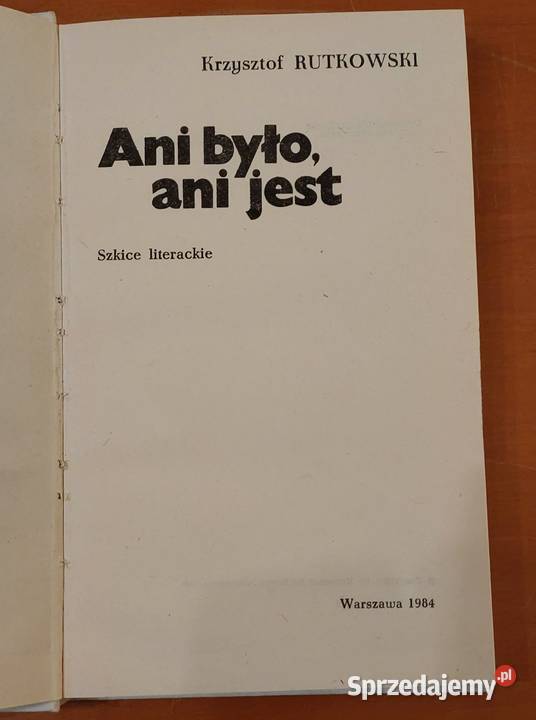 Krzysztof RUTKOWSKI
Ani było,
ani jest
Szkice literackie
Warszawa 1984
Sprzedajemy.pl